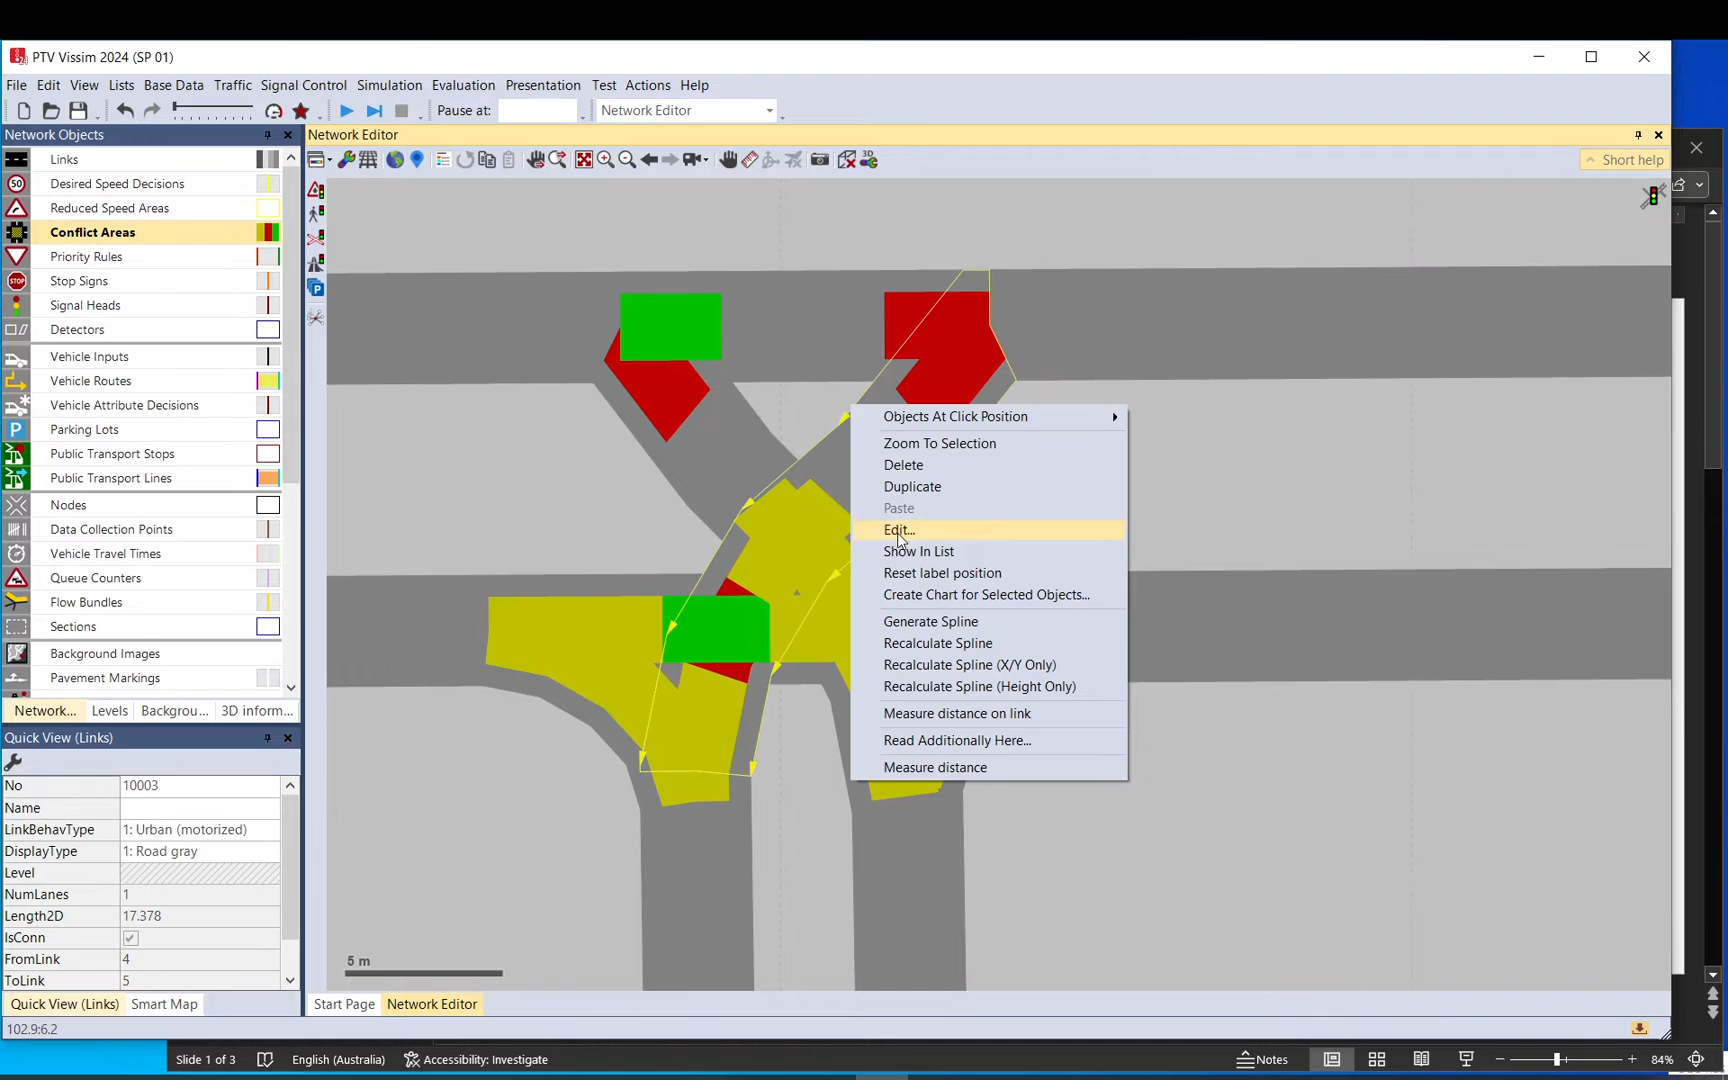 PTV Vissim 2024 (SP 01)
File Edit View Lists Base Data Traffic Signal Control Simulation Evaluation Presentation Test Actions Help
Pause at: Network Editor
Network Objects
Network Editor
Short help
Links
50 Desired Speed Decisions
Reduced Speed Areas
Conflict Areas
Priority Rules
STOP Stop Signs
Signal Heads
Detectors
Vehicle Inputs
Vehicle Routes
Vehicle Attribute Decisions
P Parking Lots
Public Transport Stops
Public Transport Lines
Nodes
Data Collection Points
Vehicle Travel Times
Queue Counters
Flow Bundles
Sections
Background Images
Pavement Markings
Network... Levels Backgrou... 3D inform...
Objects At Click Position
Zoom To Selection
Delete
Duplicate
Paste
Edit...
Show In List
Reset label position
Create Chart for Selected Objects...
Generate Spline
Recalculate Spline
Recalculate Spline (X/Y Only)
Recalculate Spline (Height Only)
Measure distance on link
Read Additionally Here...
Measure distance
Quick View (Links)
No 10003
Name
LinkBehavType 1: Urban (motorized)
DisplayType 1: Road gray
Level
NumLanes 1
Length2D 17.378
IsConn
FromLink 4
ToLink 5
5 m
Quick View (Links) Smart Map
Start Page Network Editor
102.9:6.2
Slide 1 of 3 English (Australia) Accessibility: Investigate Notes 84%